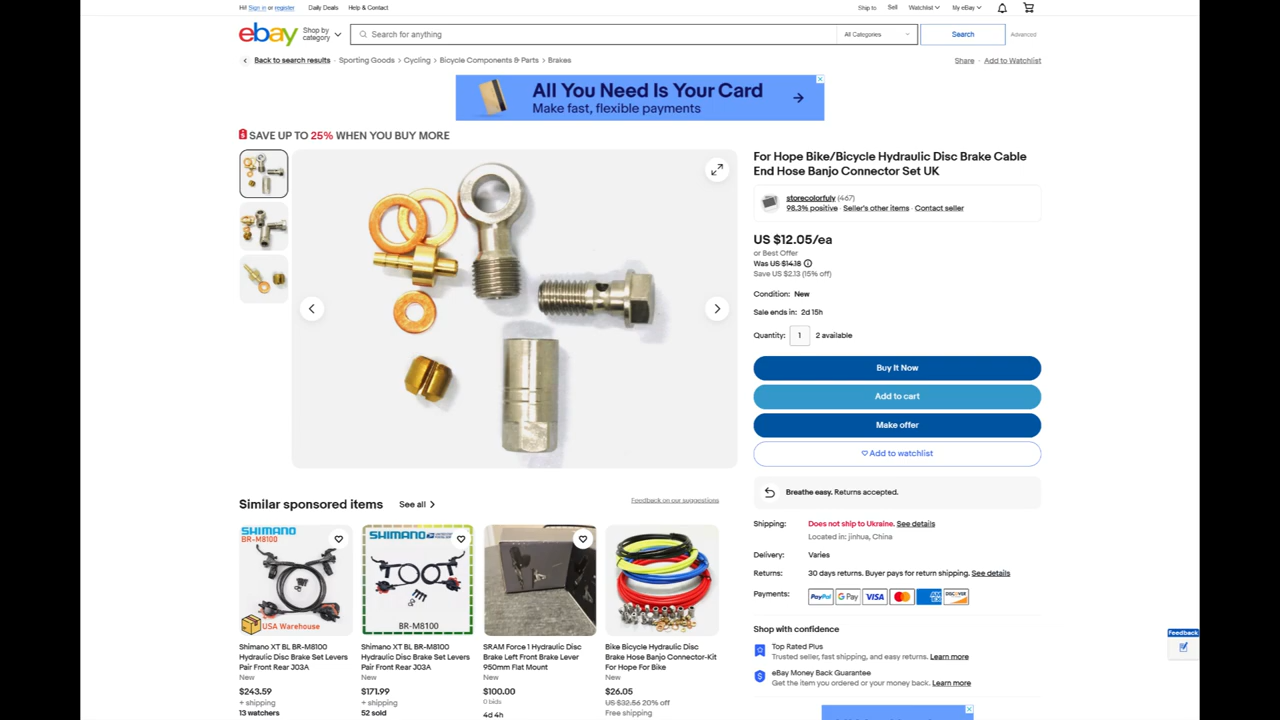 Hi! Sign in or register
Daily Deals
Help & Contact
Ship to
Sell
Watchlist
My eBay
ebay
Shop by
category
Search for anything
All Categories
Search
Advanced
Back to search results
Sporting Goods
Cycling
Bicycle Components & Parts
Brakes
Share
Add to Watchlist
All You Need Is Your Card
Make fast, flexible payments
SAVE UP TO 25% WHEN YOU BUY MORE
For Hope Bike/Bicycle Hydraulic Disc Brake Cable
End Hose Banjo Connector Set UK
storecolorfuly (467)
98.3% positive · Seller's other items · Contact seller
US $12.05/ea
or Best Offer
Was US $14.18
Save US $2.13 (15% off)
Condition: New
Sale ends in: 2d 15h
Quantity: 1 2 available
Buy It Now
Add to cart
Make offer
Add to watchlist
Breathe easy. Returns accepted.
Shipping: Does not ship to Ukraine. See details
Located in: jinhua, China
Delivery: Varies
Returns: 30 days returns. Buyer pays for return shipping. See details
Payments: PayPal G Pay VISA DISCOVER
Shop with confidence
Top Rated Plus
Trusted seller, fast shipping, and easy returns. Learn more
eBay Money Back Guarantee
Get the item you ordered or your money back. Learn more
Feedback
Similar sponsored items
See all
Feedback on our suggestions
SHIMANO
BR-M8100
USA Warehouse
Shimano XT BL BR-M8100
Hydraulic Disc Brake Set Levers
Pair Front Rear J03A
New
$243.59
+ shipping
13 watchers
SHIMANO
BR-M8100
Shimano XT BL BR-M8100
Hydraulic Disc Brake Set Levers
Pair Front Rear J03A
New
$171.99
+ shipping
52 sold
SRAM Force 1 Hydraulic Disc
Brake Left Front Brake Lever
950mm Flat Mount
New
$100.00
0 bids
4d 4h
Bike Bicycle Hydraulic Disc
Brake Hose Banjo Connector-Kit
For Hope For Bike
New
$26.05
US $32.56 20% off
Free shipping